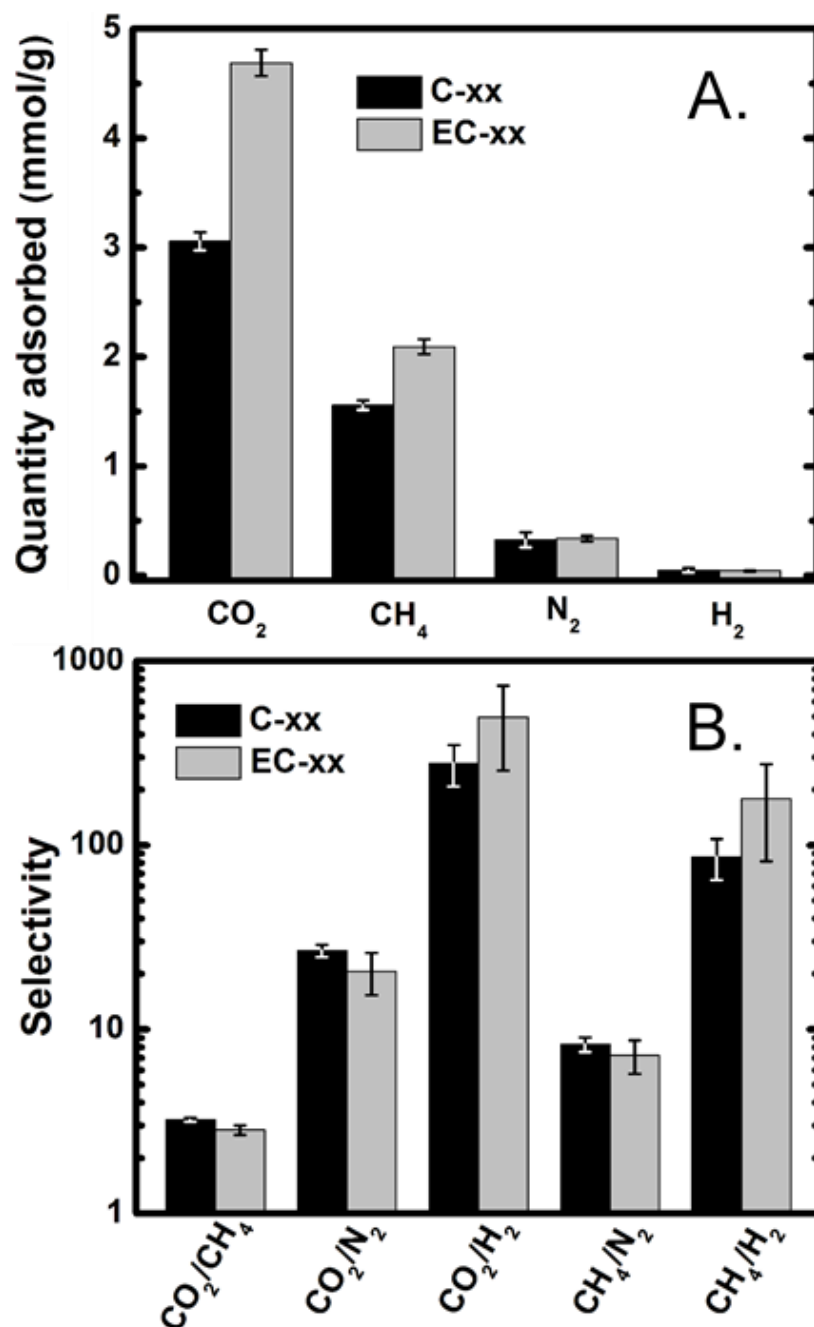 5
4
3
2
1
0
Quantity adsorbed (mmol/g)
C-xx
EC-xx
A.
CO₂
CH₄
N₂
H₂
1000
100
10
1
Selectivity
C-xx
EC-xx
B.
CO₂/CH₄
CO₂/N₂
CO₂/H₂
CH₄/N₂
CH₄/H₂